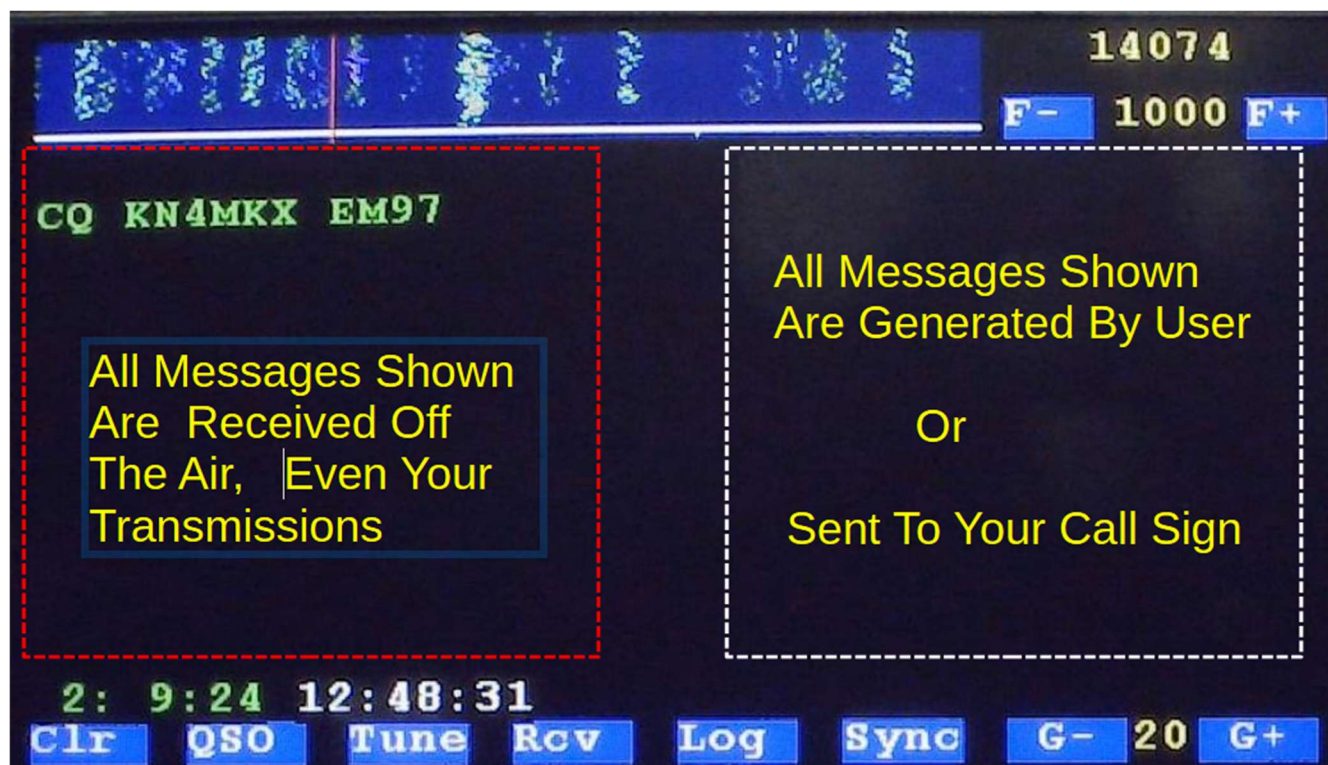 14074
F- 1000 F+
CQ KN4MKX EM97
All Messages Shown
Are Received Off
The Air, Even Your
Transmissions
All Messages Shown
Are Generated By User
Or
Sent To Your Call Sign
2: 9:24 12:48:31
Clr QSO Tune Rcv Log Sync G- 20 G+